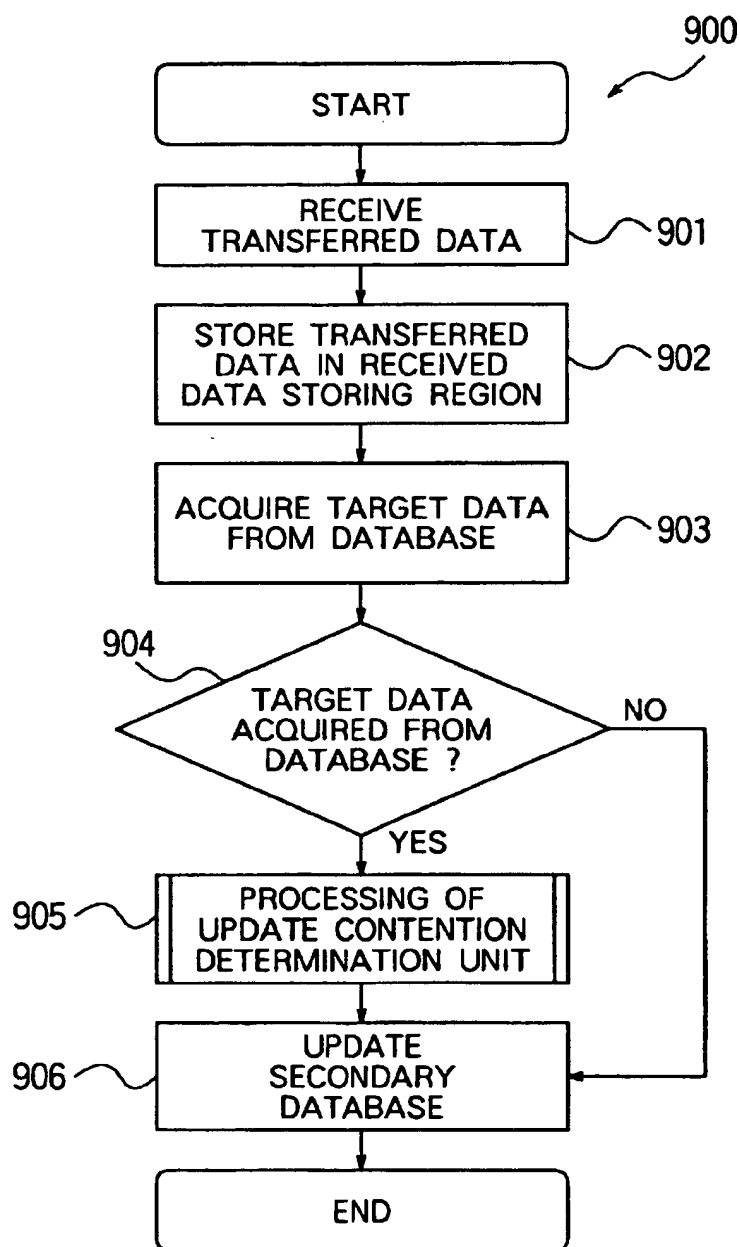 900
START
RECEIVE
TRANSFERRED DATA
901
STORE TRANSFERRED
DATA IN RECEIVED
DATA STORING REGION
902
ACQUIRE TARGET DATA
FROM DATABASE
903
904
TARGET DATA
ACQUIRED FROM
DATABASE ?
NO
YES
905
PROCESSING OF
UPDATE CONTENTION
DETERMINATION UNIT
906
UPDATE
SECONDARY
DATABASE
END